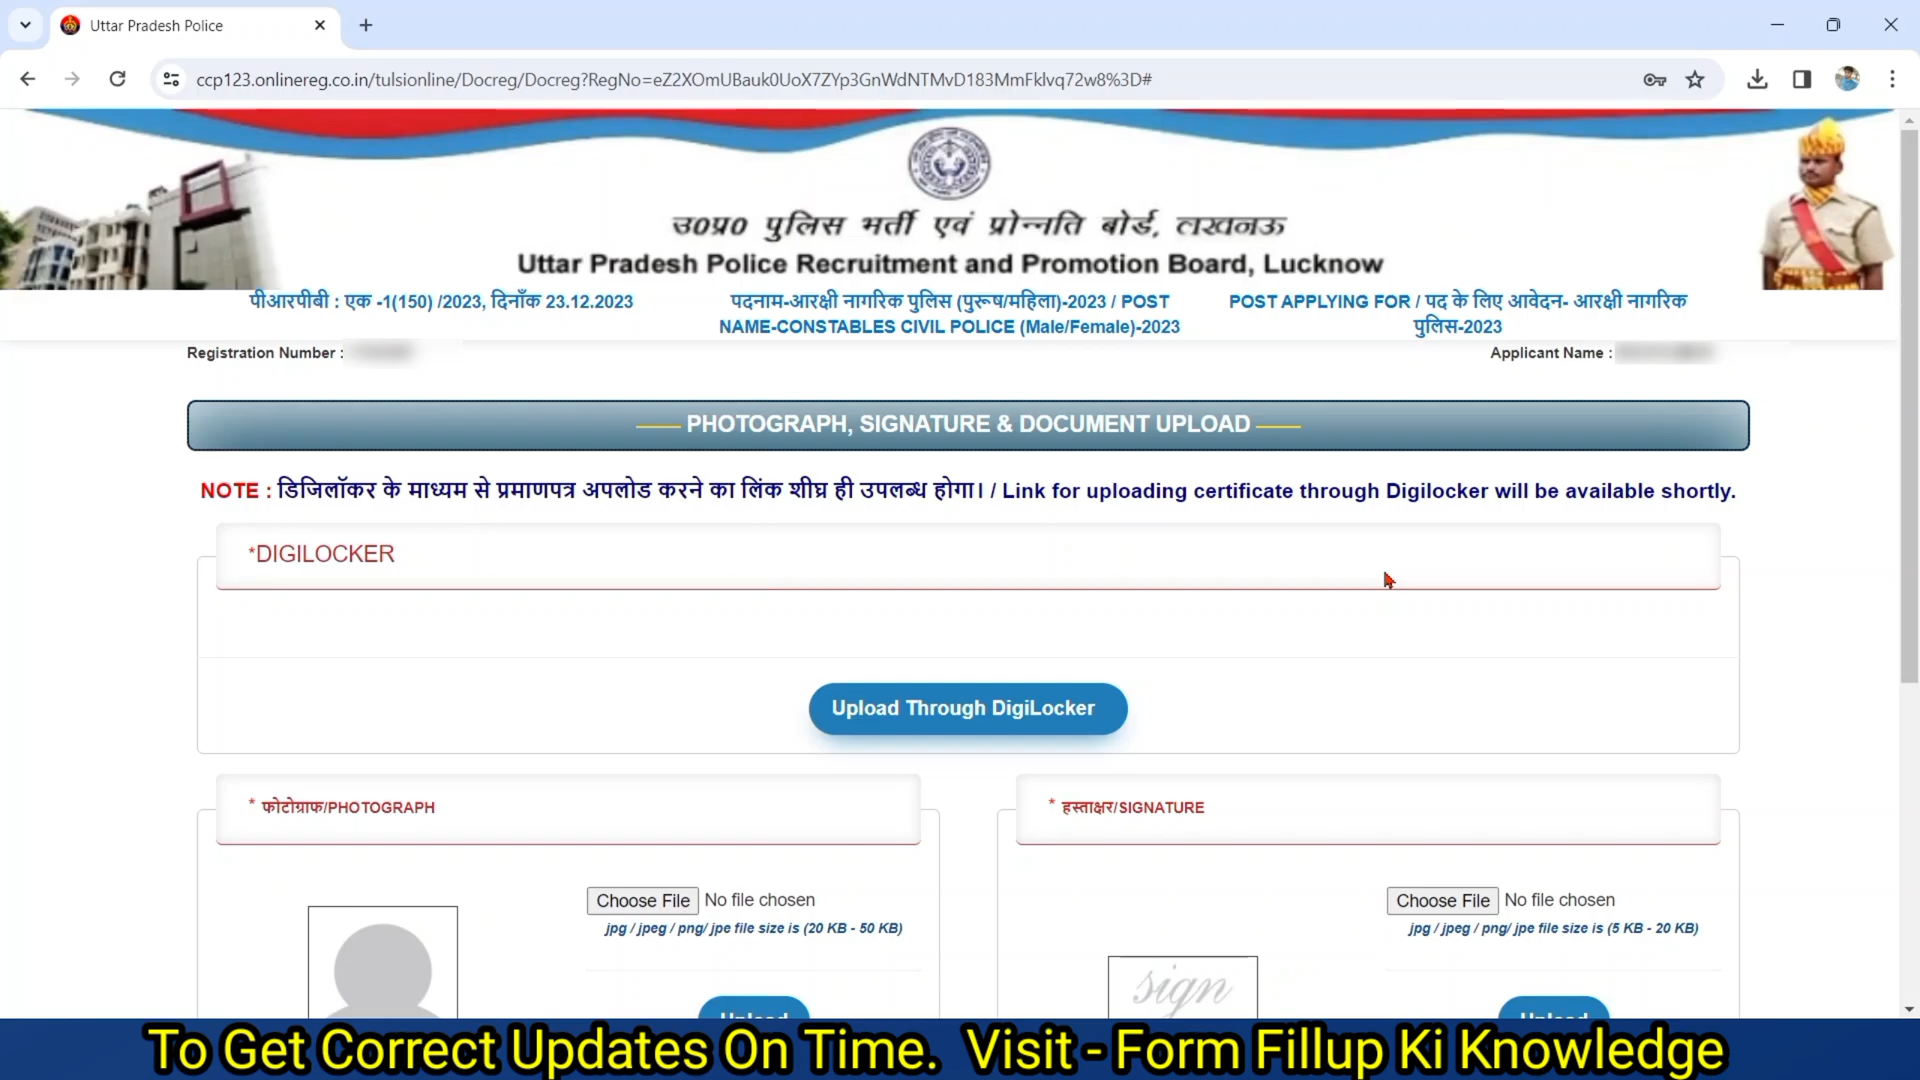 Uttar Pradesh Police
ccp123.onlinereg.co.in/tulsionline/Docreg/Docreg?RegNo=eZ2XOmUBauk0UoX7ZYp3GnWdNTMvD183MmFklvq72w8%3D#
उ०प्र० पुलिस भर्ती एवं प्रोन्नति बोर्ड, लखनऊ
Uttar Pradesh Police Recruitment and Promotion Board, Lucknow
पीआरपीबी : एक -1(150) /2023, दिनाँक 23.12.2023
पदनाम-आरक्षी नागरिक पुलिस (पुरूष/महिला)-2023 / POST
NAME-CONSTABLES CIVIL POLICE (Male/Female)-2023
POST APPLYING FOR / पद के लिए आवेदन- आरक्षी नागरिक
पुलिस-2023
Registration Number :
Applicant Name :
PHOTOGRAPH, SIGNATURE & DOCUMENT UPLOAD
NOTE : डिजिलॉकर के माध्यम से प्रमाणपत्र अपलोड करने का लिंक शीघ्र ही उपलब्ध होगा। / Link for uploading certificate through Digilocker will be available shortly.
*DIGILOCKER
Upload Through DigiLocker
* फोटोग्राफ/PHOTOGRAPH
* हस्ताक्षर/SIGNATURE
Choose File No file chosen
jpg / jpeg / png/ jpe file size is (20 KB - 50 KB)
Choose File No file chosen
jpg / jpeg / png/ jpe file size is (5 KB - 20 KB)
sign
Upload
Upload
To Get Correct Updates On Time. Visit - Form Fillup Ki Knowledge